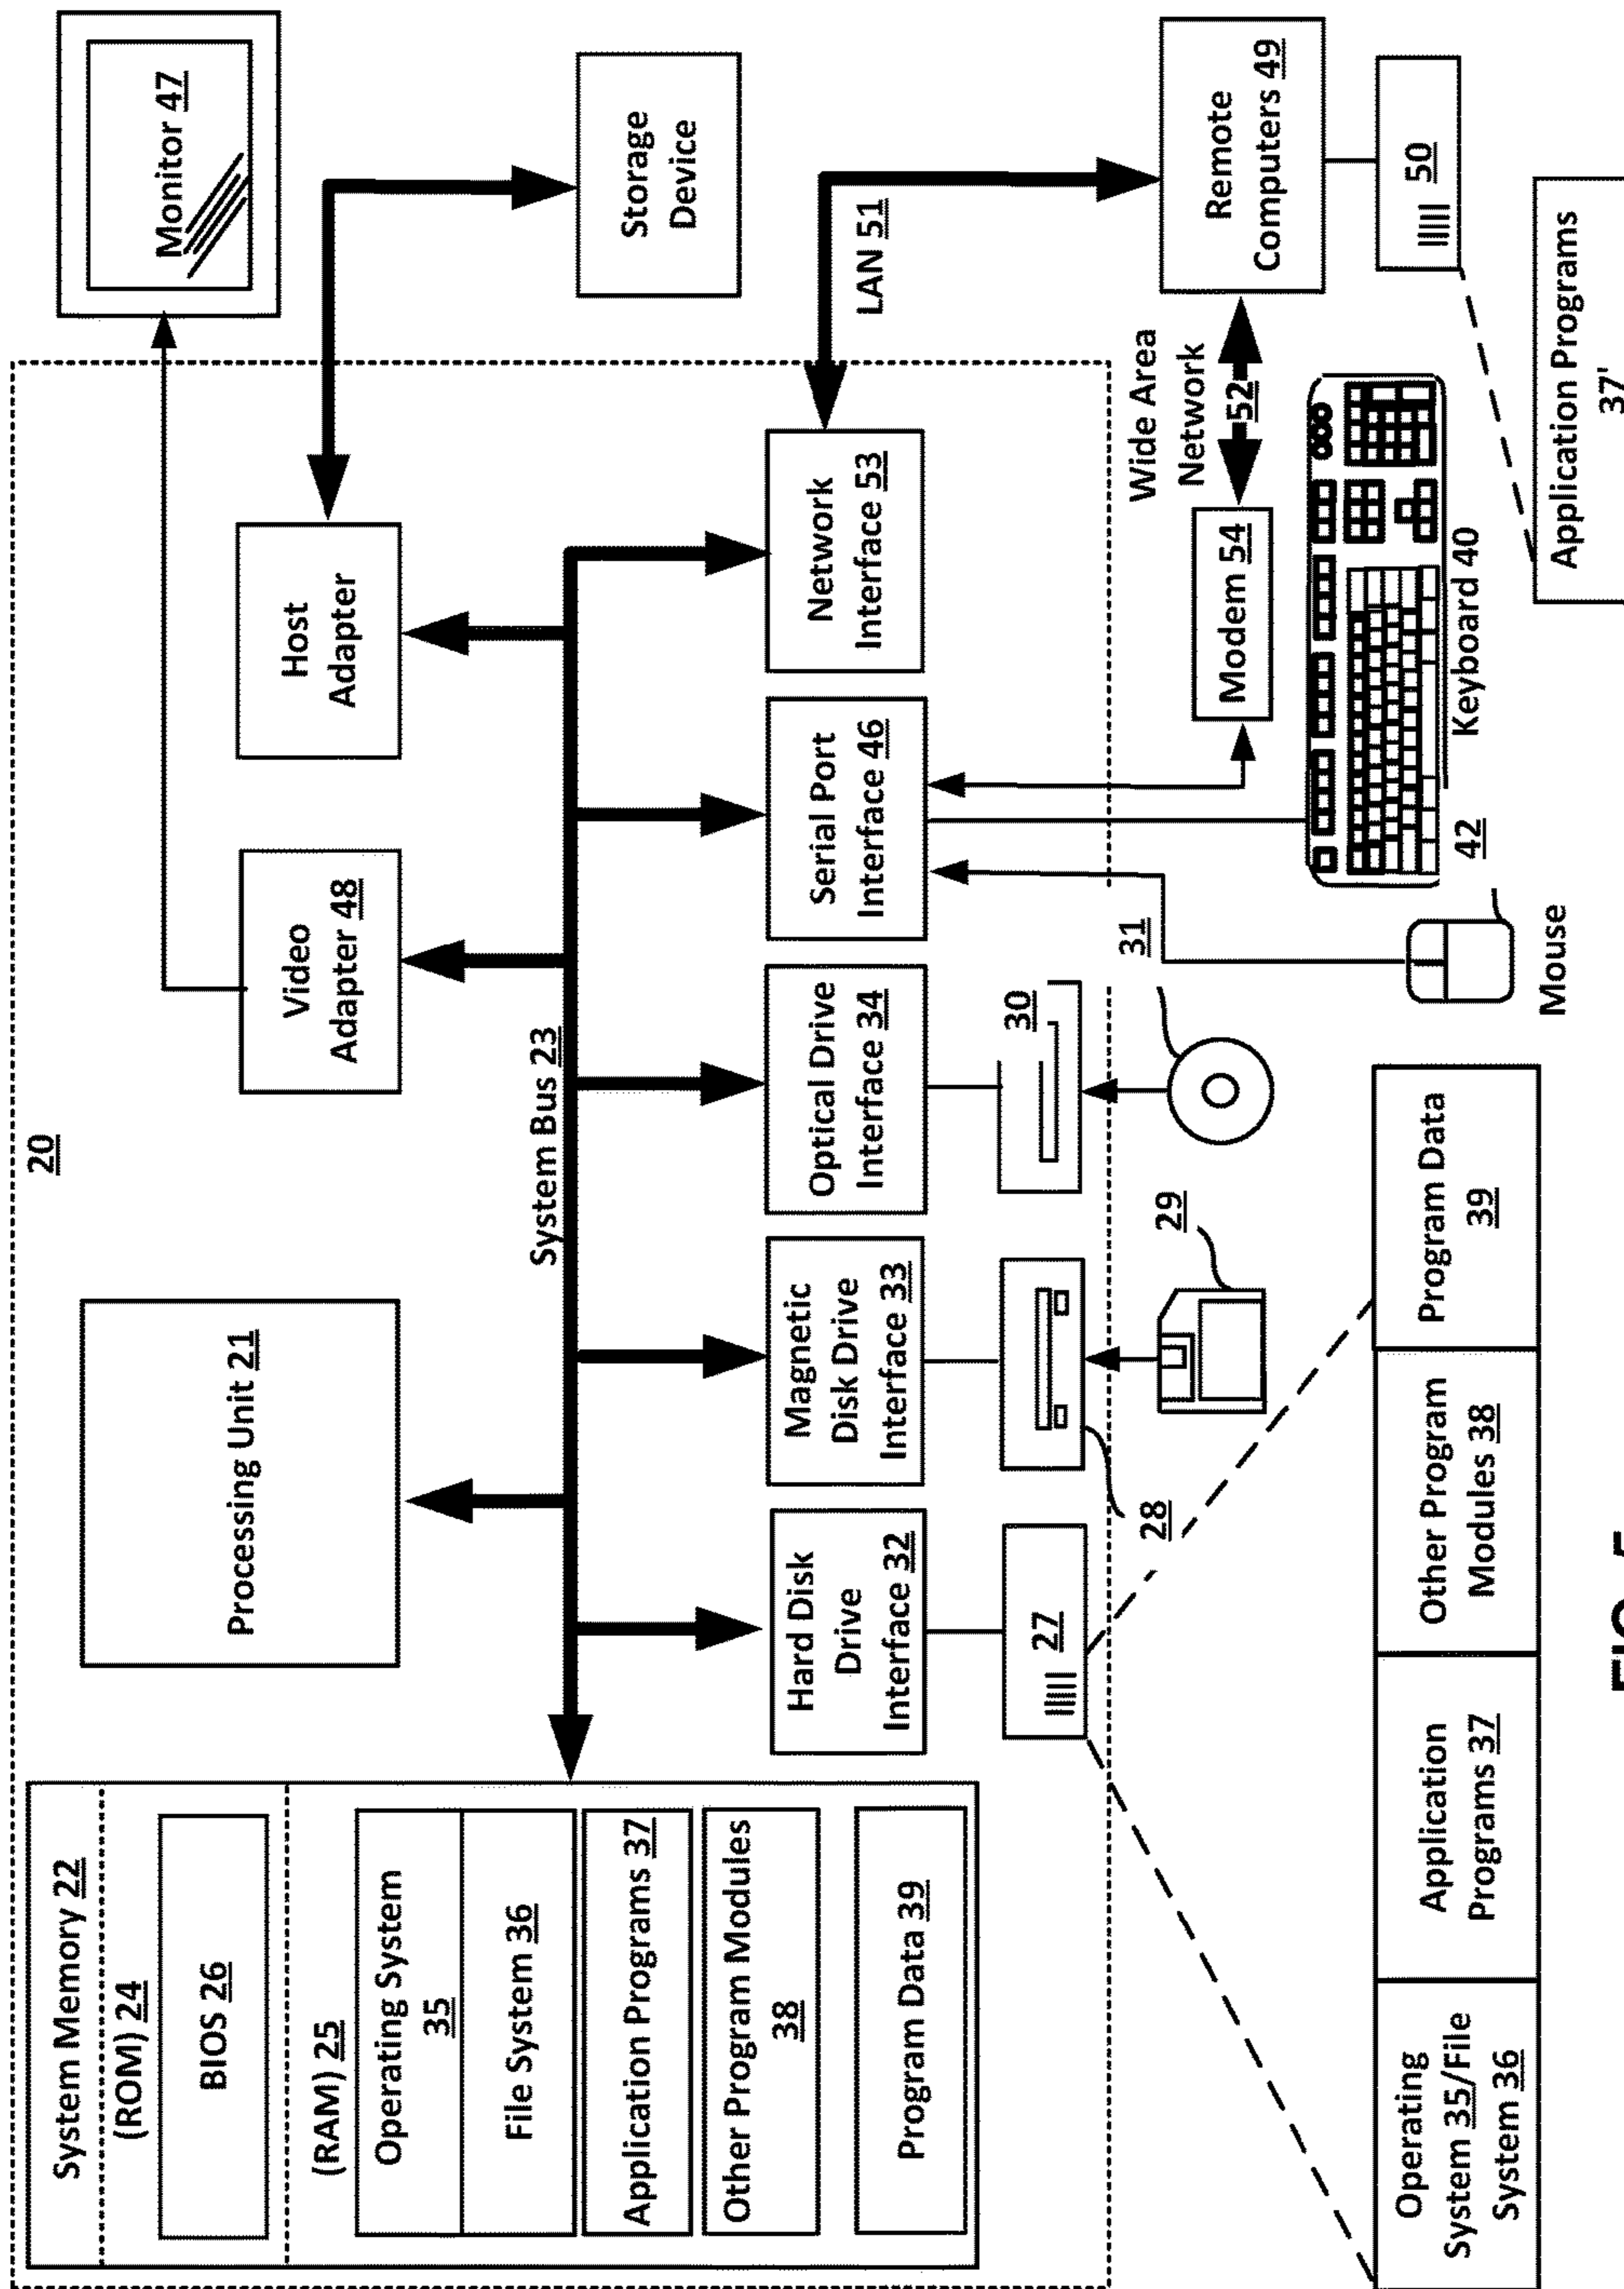 20
System Memory 22
(ROM) 24
BIOS 26
(RAM) 25
Operating System
35
File System 36
Application Programs 37
Other Program Modules
38
Program Data 39
Processing Unit 21
Video
Adapter 48
Host
Adapter
Monitor 47
System Bus 23
Storage
Device
Hard Disk
Drive
Interface 32
Magnetic
Disk Drive
Interface 33
Optical Drive
Interface 34
Serial Port
Interface 46
Network
Interface 53
LAN 51
27
28
29
30
31
Wide Area
Network
52
Modem 54
Remote
Computers 49
50
Keyboard 40
42
Mouse
Operating
System 35/File
System 36
Application
Programs 37
Other Program
Modules 38
Program Data
39
Application Programs
37'